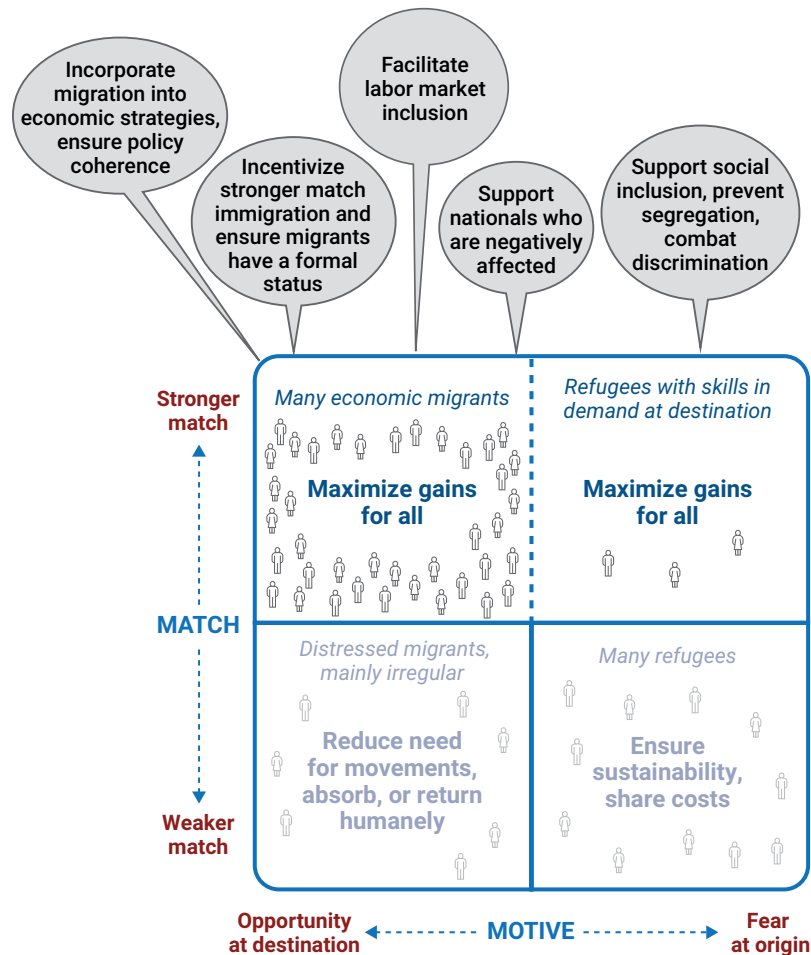 Incorporate
migration into
economic strategies,
ensure policy
coherence
Incentivize
stronger match
immigration and
ensure migrants
have a formal
status
Facilitate
labor market
inclusion
Support
nationals who
are negatively
affected
Support social
inclusion, prevent
segregation,
combat
discrimination
Stronger
match
MATCH
Weaker
match
Many economic migrants
Maximize gains
for all
Refugees with skills in
demand at destination
Maximize gains
for all
Distressed migrants,
mainly irregular
Reduce need
for movements,
absorb, or return
humanely
Many refugees
Ensure
sustainability,
share costs
Opportunity
at destination
MOTIVE
Fear
at origin